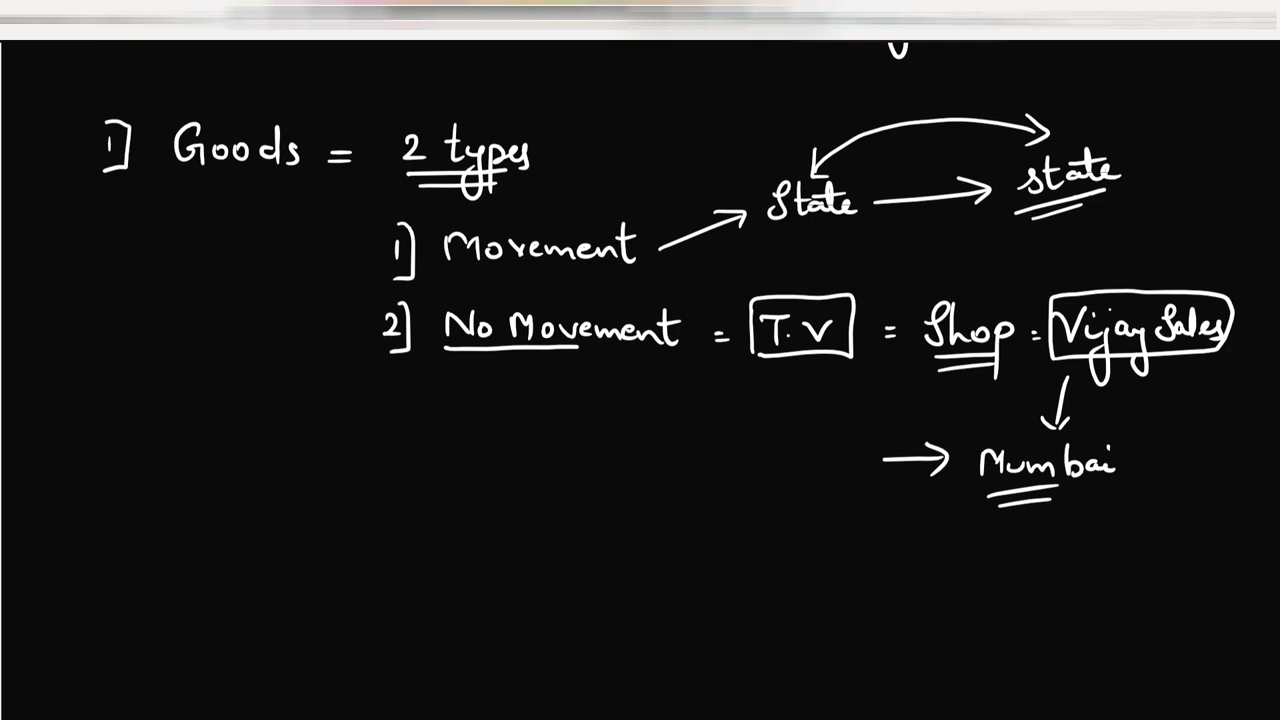 1] Goods = 2 types
1] Movement → State → state
2] No Movement = T.V = Shop = Vijay Sales
→ Mumbai